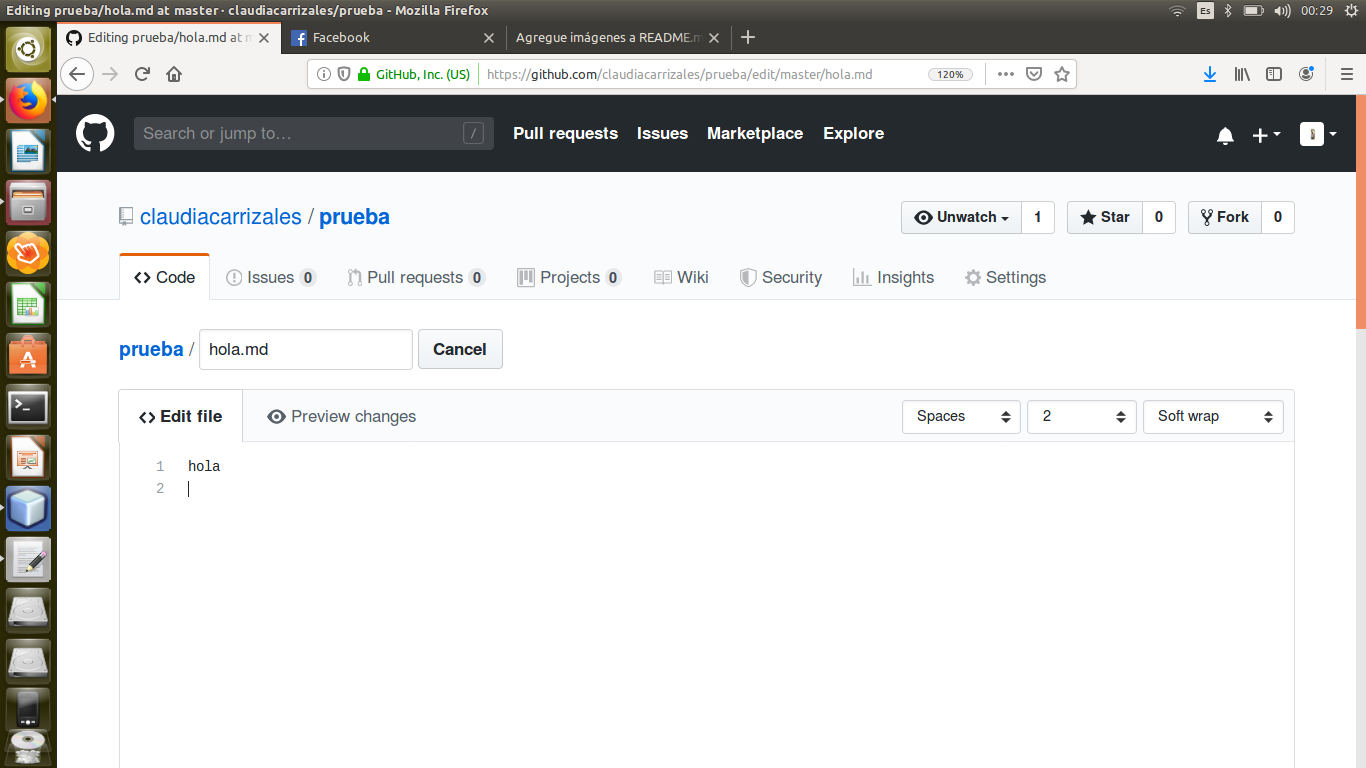 Editing prueba/hola.md at master · claudiacarrizales/prueba - Mozilla Firefox
Es
00:29
Editing prueba/hola.md at m
Facebook
Agregue imágenes a README.m
GitHub, Inc. (US)
https://github.com/claudiacarrizales/prueba/edit/master/hola.md
120%
Search or jump to…
/
Pull requests
Issues
Marketplace
Explore
claudiacarrizales / prueba
Unwatch
1
Star
0
Fork
0
Code
Issues 0
Pull requests 0
Projects 0
Wiki
Security
Insights
Settings
prueba / hola.md
Cancel
Edit file
Preview changes
Spaces
2
Soft wrap
1 hola
2